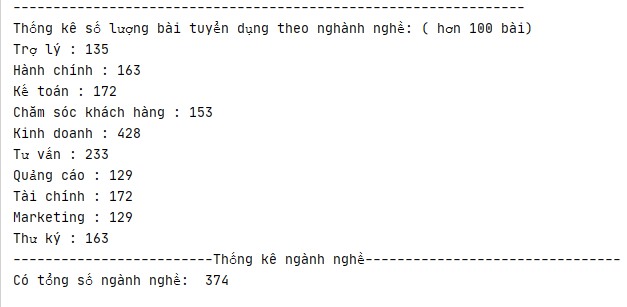 ----------------------------------------------------------------
Thống kê số lượng bài tuyển dụng theo nghành nghề: ( hơn 100 bài)
Trợ lý : 135
Hành chính : 163
Kế toán : 172
Chăm sóc khách hàng : 153
Kinh doanh : 428
Tư vấn : 233
Quảng cáo : 129
Tài chính : 172
Marketing : 129
Thư ký : 163
-------------------------Thống kê ngành nghề--------------------------------
Có tổng số ngành nghề:  374